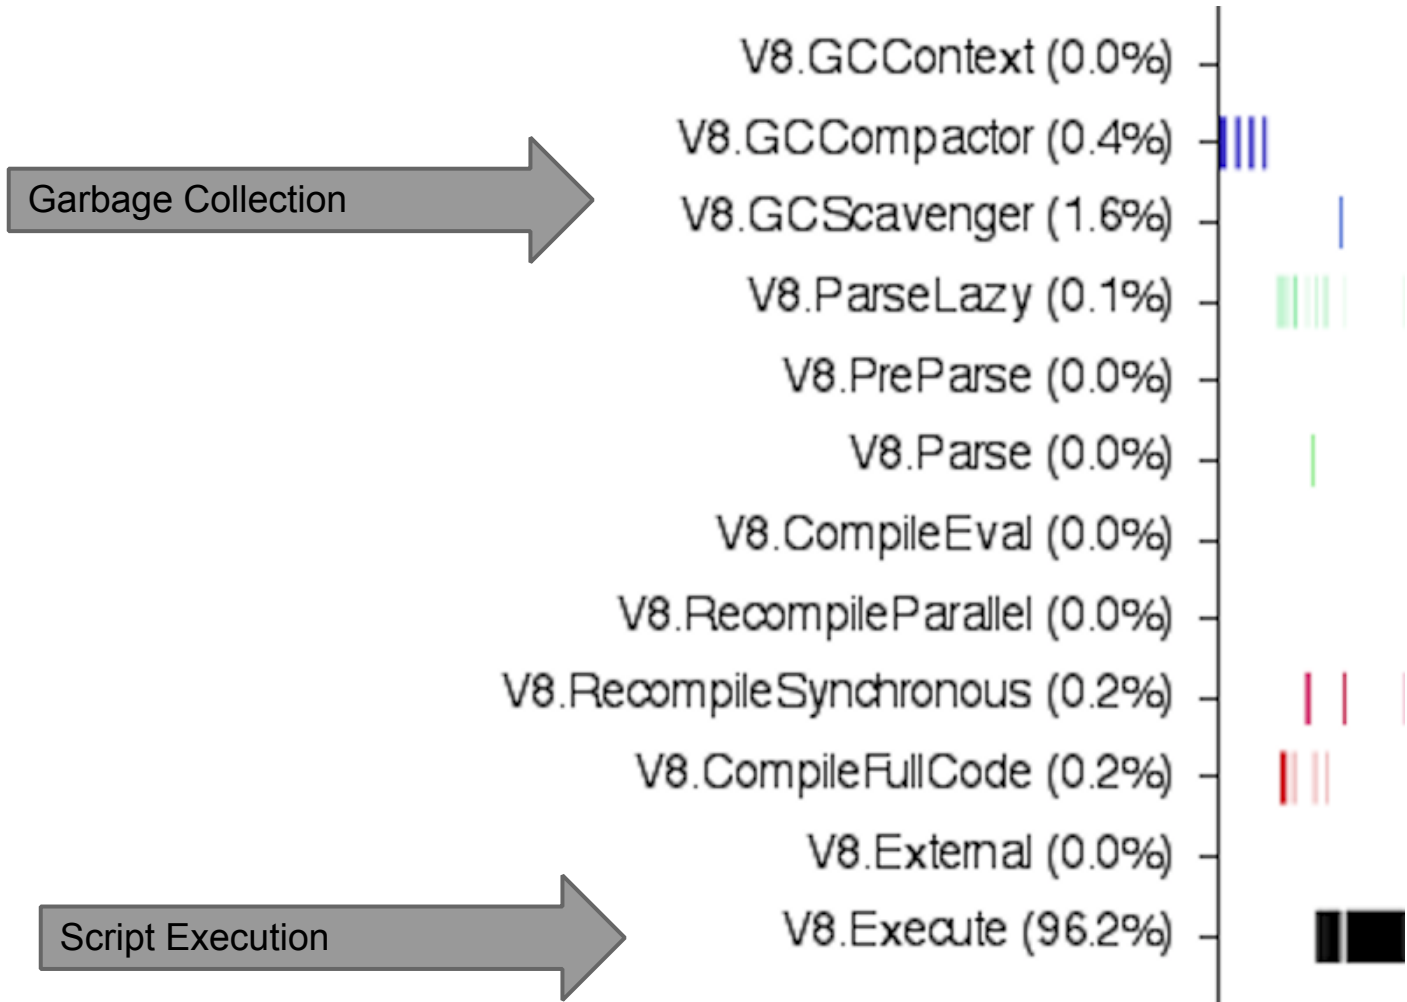 V8.GCContext (0.0%)
V8.GCCompactor (0.4%)
Garbage Collection
V8.GCScavenger (1.6%)
V8.ParseLazy (0.1%)
V8.PreParse (0.0%)
V8.Parse (0.0%)
V8.CompileEval (0.0%)
V8.RecompileParallel (0.0%)
V8.RecompileSynchronous (0.2%)
V8.CompileFullCode (0.2%)
V8.External (0.0%)
Script Execution
V8.Execute (96.2%)